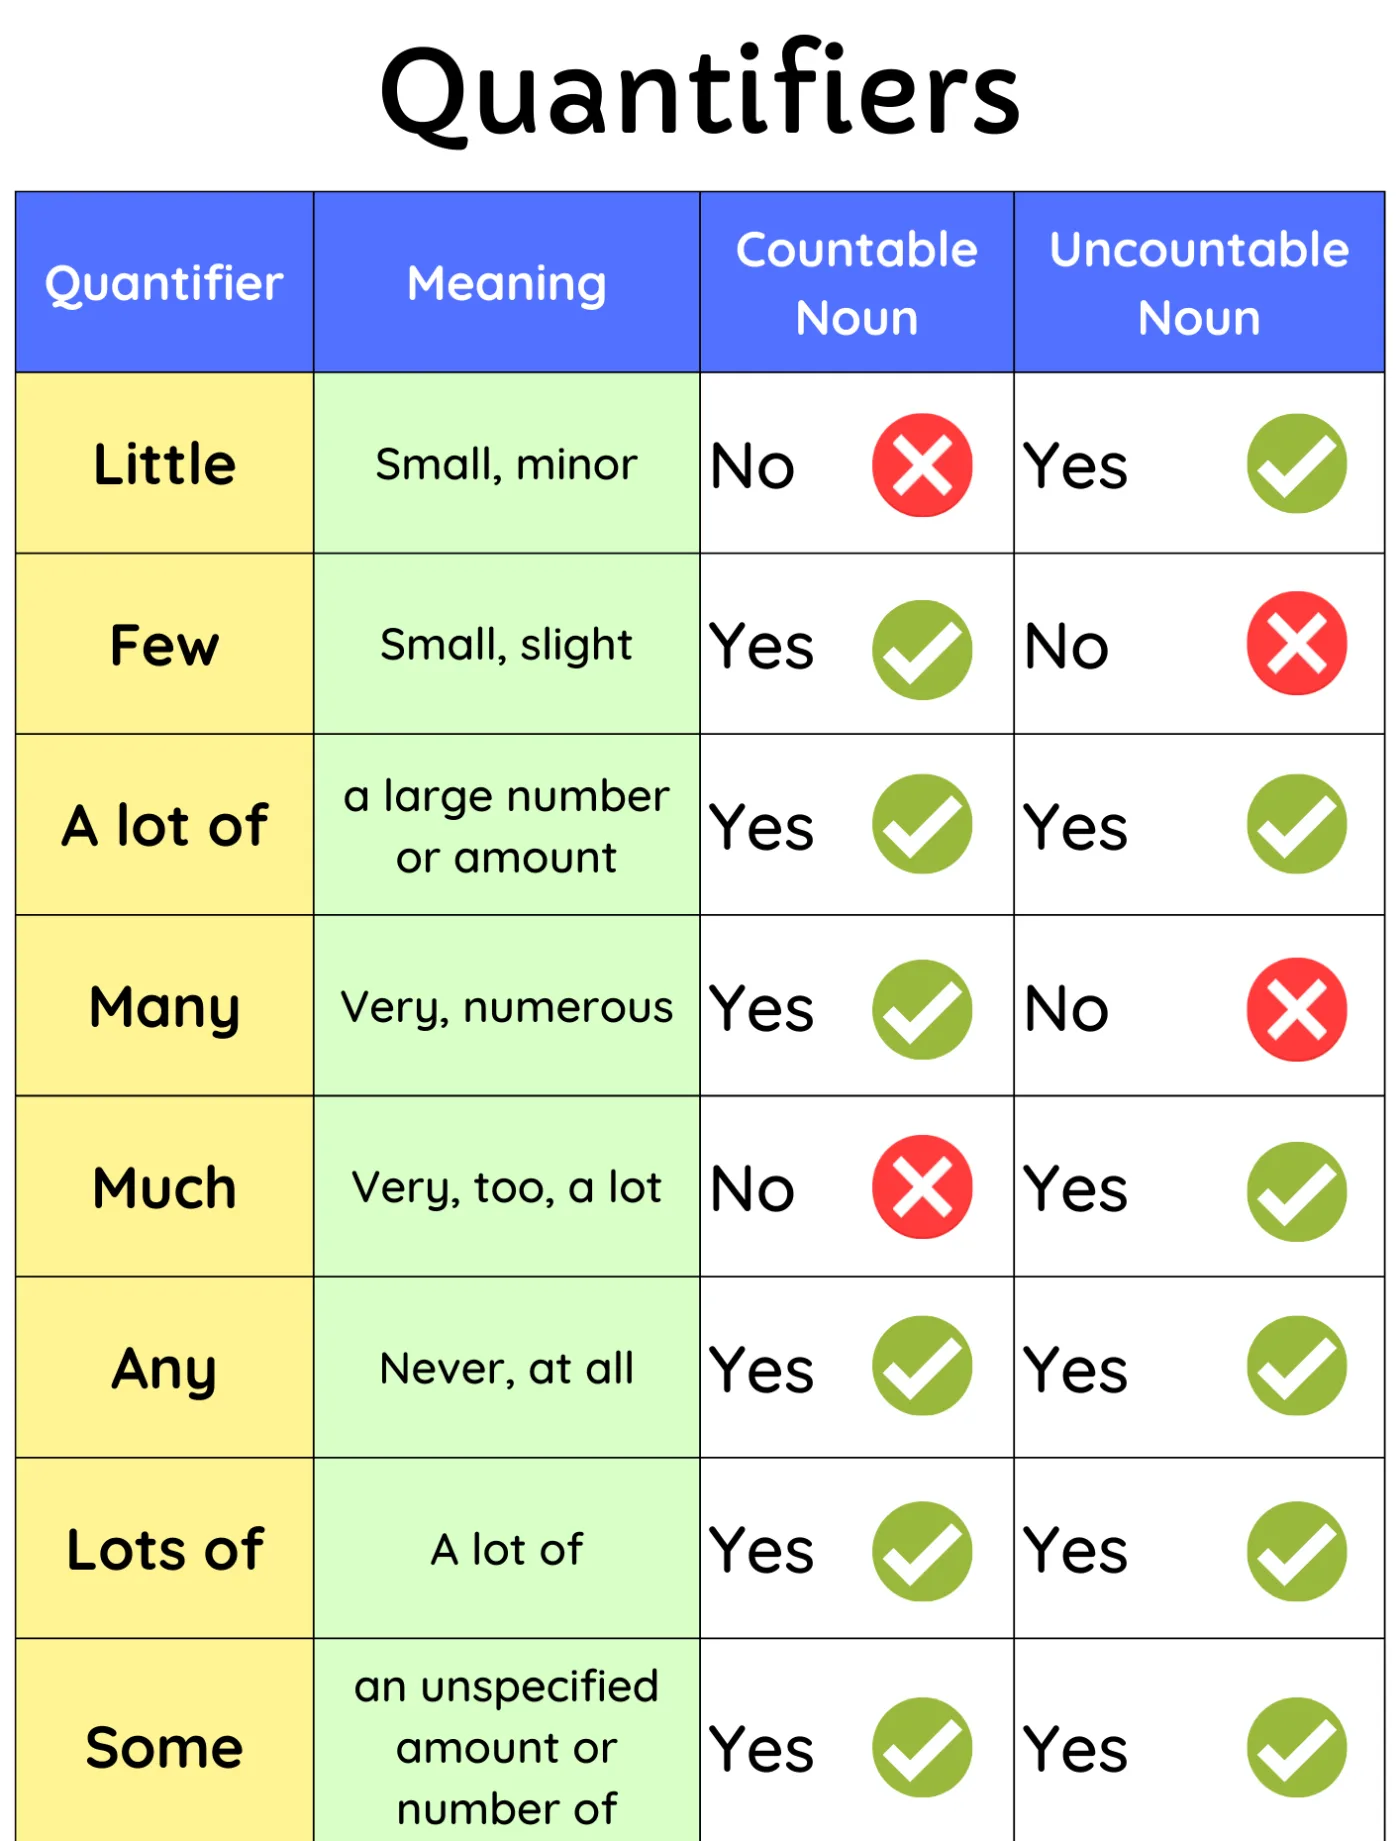 Quantifiers
Quantifier
Meaning
Countable
Noun
Uncountable
Noun
Little
Small, minor
No
Yes
Few
Small, slight
Yes
No
A lot of
a large number
or amount
Yes
Yes
Many
Very, numerous
Yes
No
Much
Very, too, a lot
No
Yes
Any
Never, at all
Yes
Yes
Lots of
A lot of
Yes
Yes
Some
an unspecified
amount or
number of
Yes
Yes